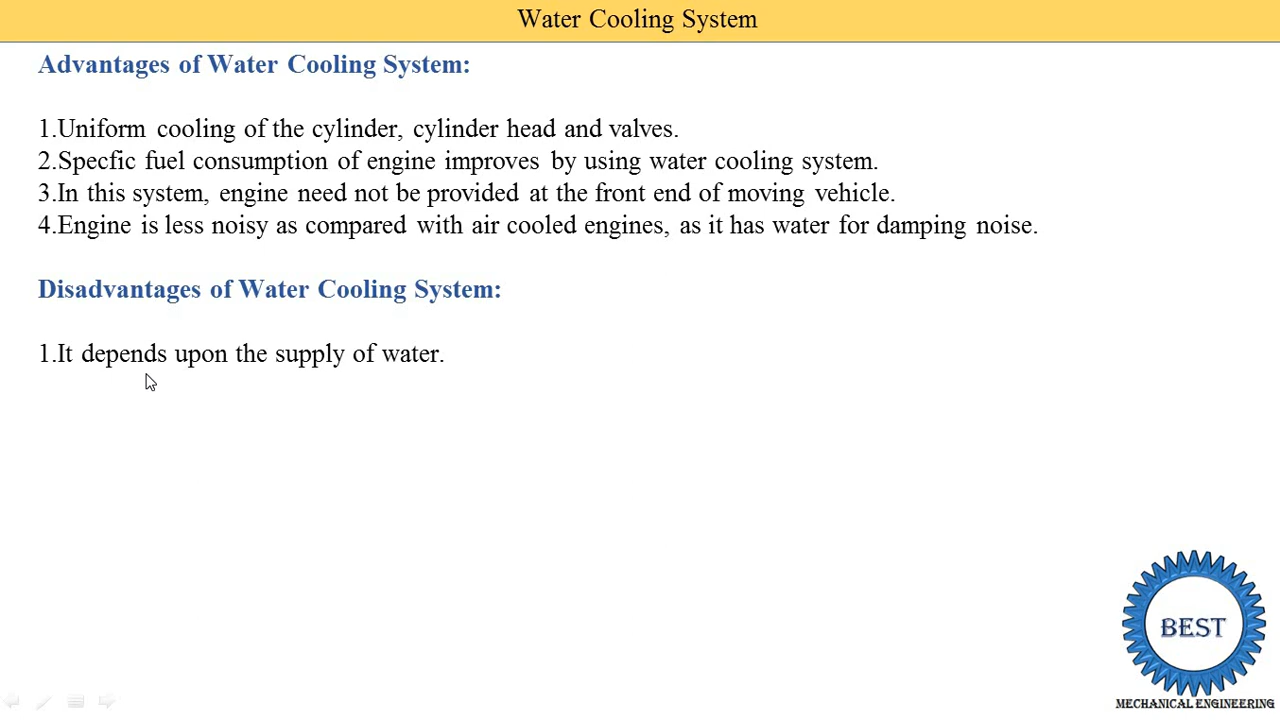 Water Cooling System
Advantages of Water Cooling System:
1.Uniform cooling of the cylinder, cylinder head and valves.
2.Specfic fuel consumption of engine improves by using water cooling system.
3.In this system, engine need not be provided at the front end of moving vehicle.
4.Engine is less noisy as compared with air cooled engines, as it has water for damping noise.
Disadvantages of Water Cooling System:
1.It depends upon the supply of water.
BEST
MECHANICAL ENGINEERING